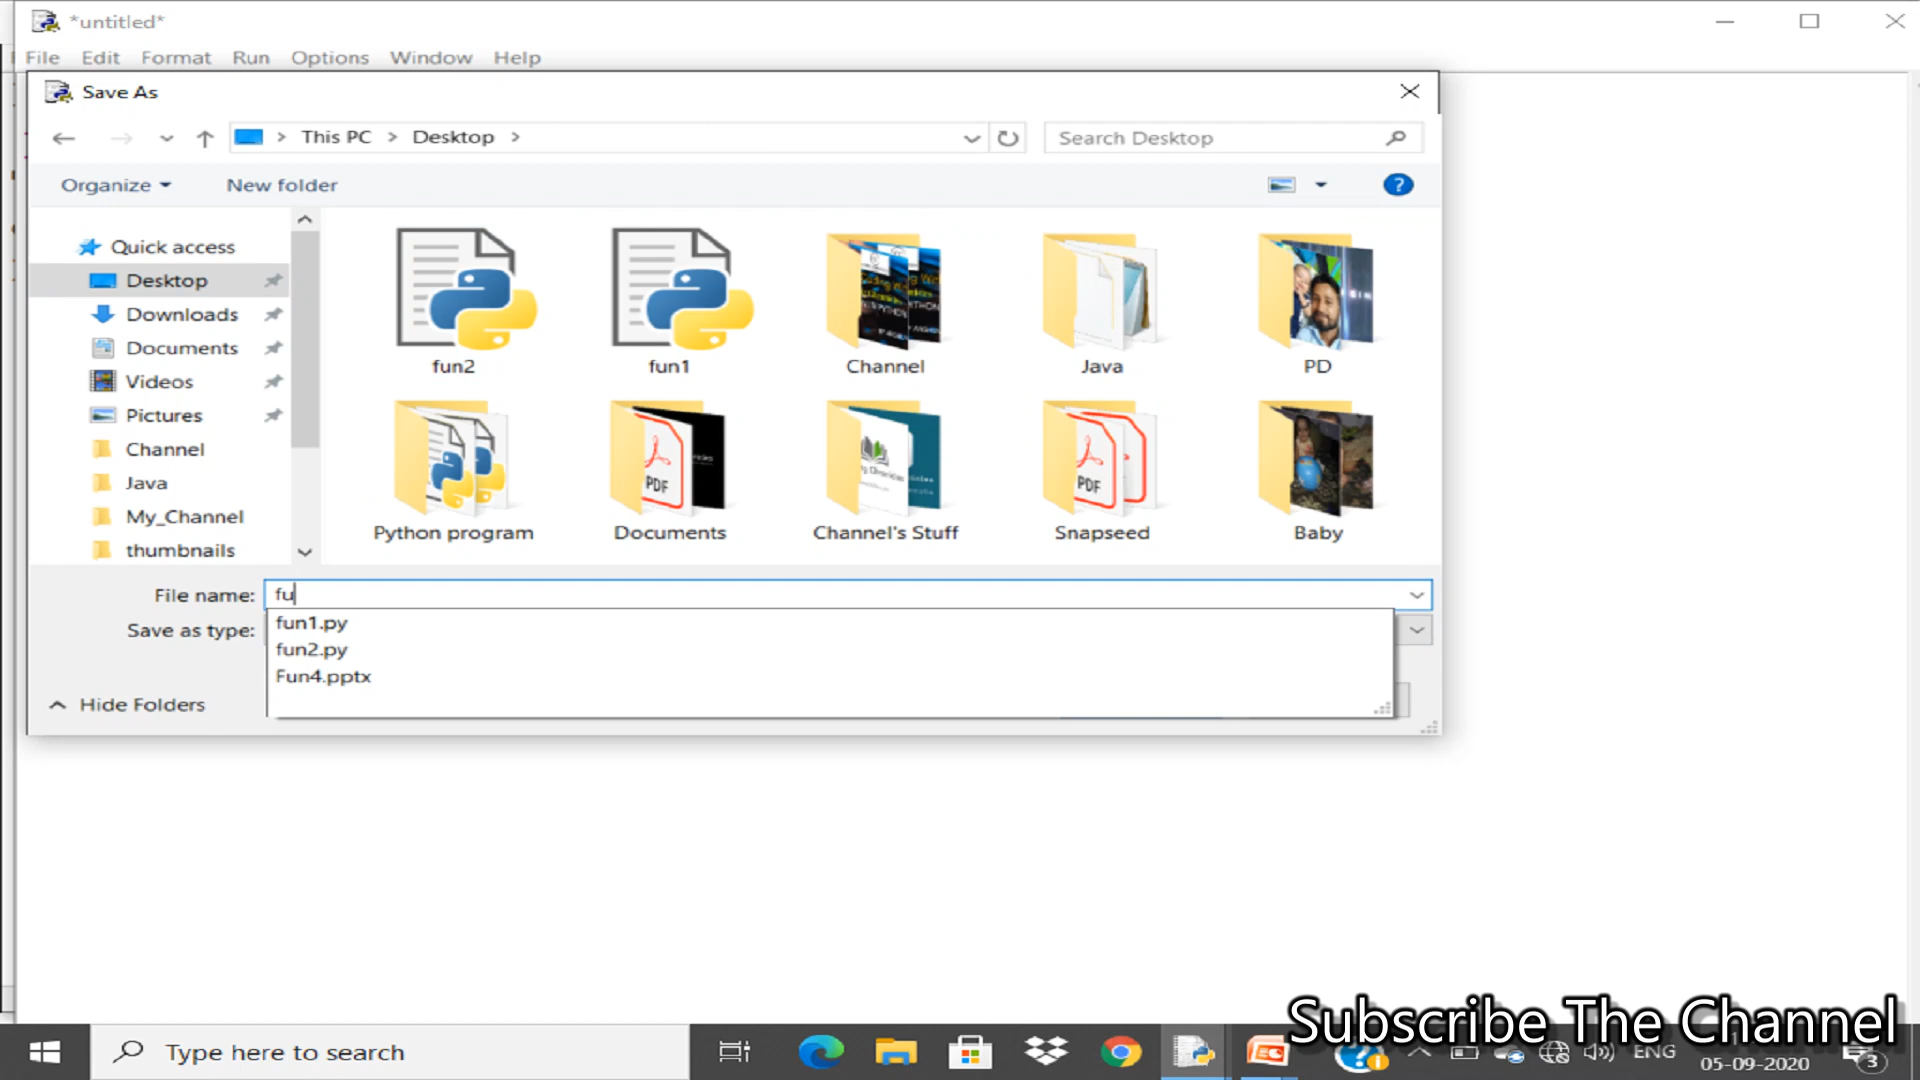 *untitled*
File Edit Format Run Options Window Help
Save As
This PC Desktop
Search Desktop
Organize New folder
?
Quick access
Desktop
Downloads
Documents
Videos
Pictures
Channel
Java
My_Channel
thumbnails
fun2 fun1 Channel Java PD
PDF PDF
Python program Documents Channel's Stuff Snapseed Baby
File name: fu
Save as type:
fun1.py
fun2.py
Fun4.pptx
Hide Folders
Subscribe The Channel
Type here to search
ENG
05-09-2020
3